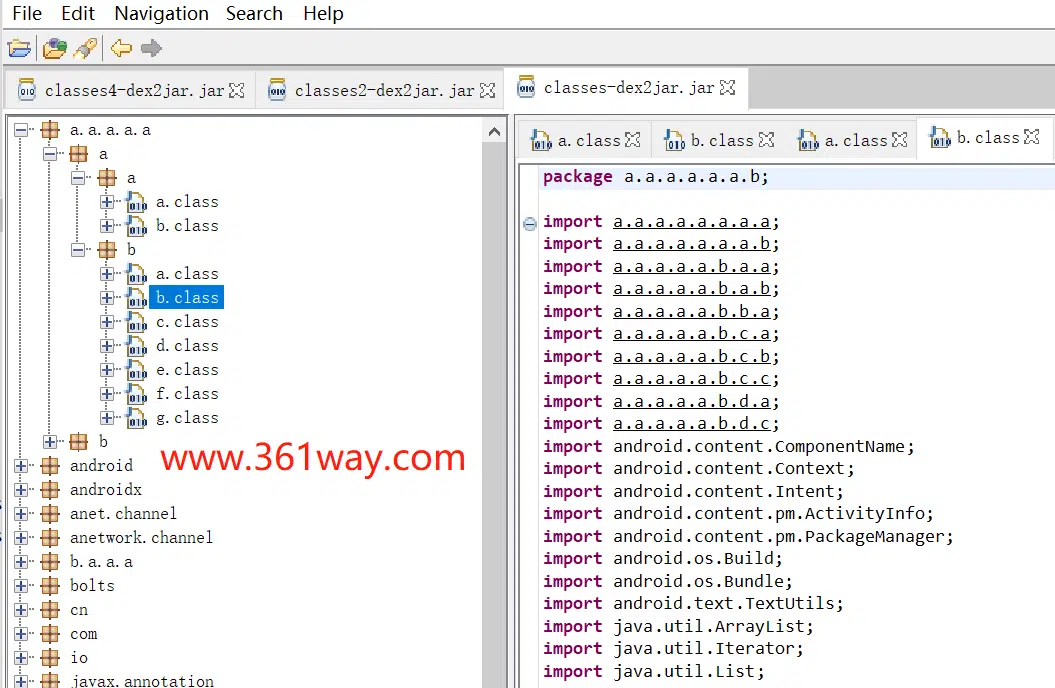 File Edit Navigation Search Help
classes4-dex2jar.jar classes2-dex2jar.jar classes-dex2jar.jar
a.a.a.a.a
a
a
a.class
b.class
b
a.class
b.class
c.class
d.class
e.class
f.class
g.class
b
android
androidx
anet.channel
anetwork.channel
b.a.a.a
bolts
cn
com
io
javax.annotation
www.361way.com
a.class b.class a.class b.class
package a.a.a.a.a.a.a.b;
import a.a.a.a.a.a.a.a;
import a.a.a.a.a.a.a.b;
import a.a.a.a.a.b.a.a;
import a.a.a.a.a.b.a.b;
import a.a.a.a.a.b.b.a;
import a.a.a.a.a.b.c.a;
import a.a.a.a.a.b.c.b;
import a.a.a.a.a.b.c.c;
import a.a.a.a.a.b.d.a;
import a.a.a.a.a.b.d.c;
import android.content.ComponentName;
import android.content.Context;
import android.content.Intent;
import android.content.pm.ActivityInfo;
import android.content.pm.PackageManager;
import android.os.Build;
import android.os.Bundle;
import android.text.TextUtils;
import java.util.ArrayList;
import java.util.Iterator;
import java.util.List;